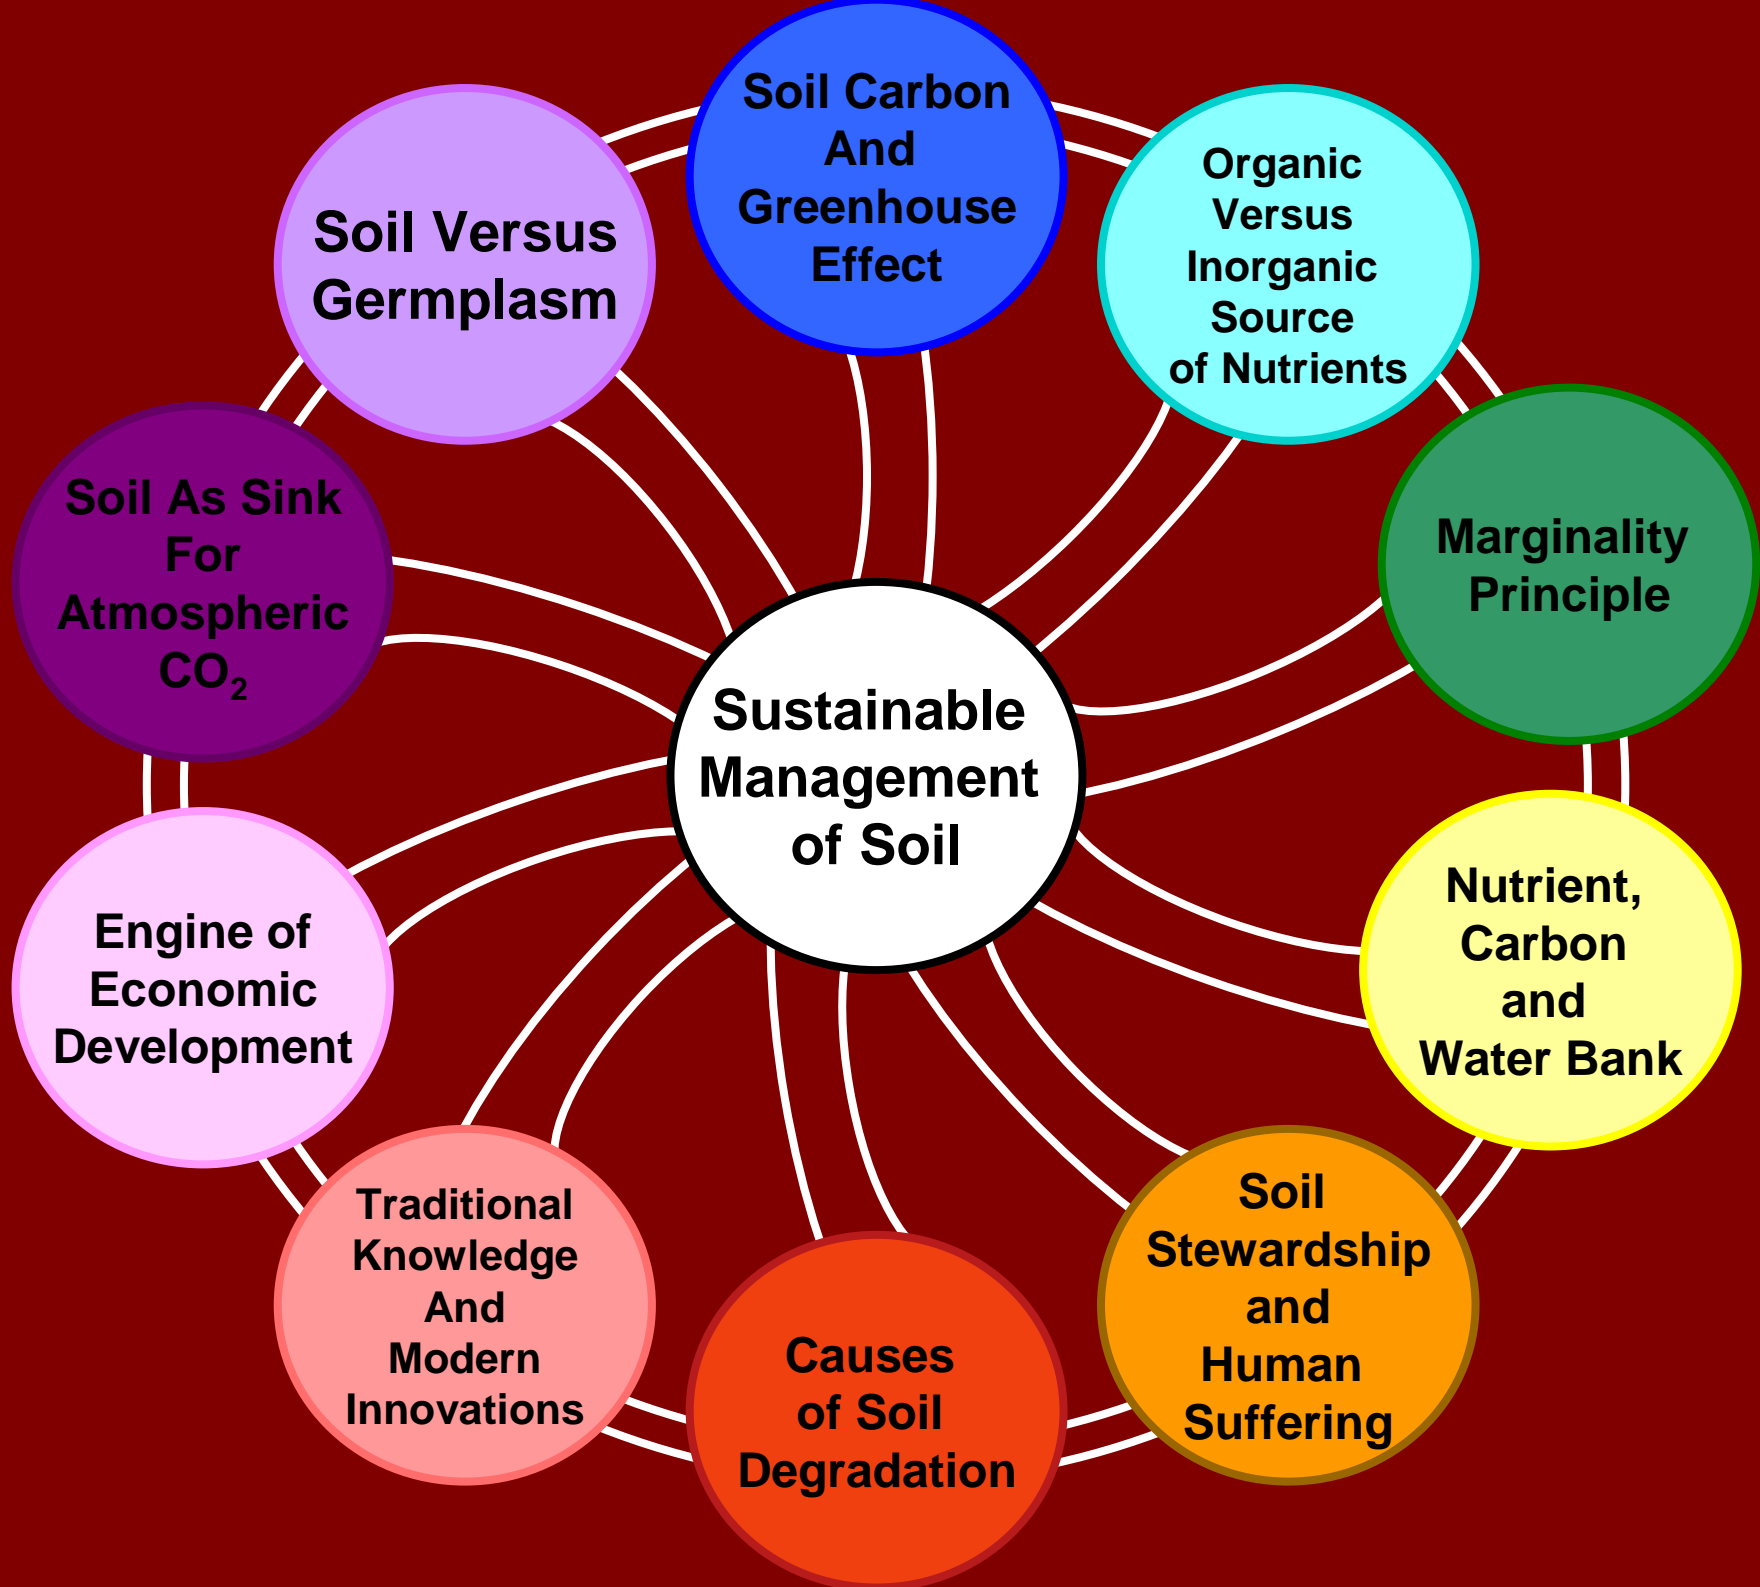 Soil Carbon
And
Greenhouse
Effect
Organic
Versus
Inorganic
Source
of Nutrients
Marginality
Principle
Nutrient,
Carbon
and
Water Bank
Soil
Stewardship
and
Human
Suffering
Causes
of Soil
Degradation
Traditional
Knowledge
And
Modern
Innovations
Engine of
Economic
Development
Soil As Sink
For
Atmospheric
CO₂
Soil Versus
Germplasm
Sustainable
Management
of Soil